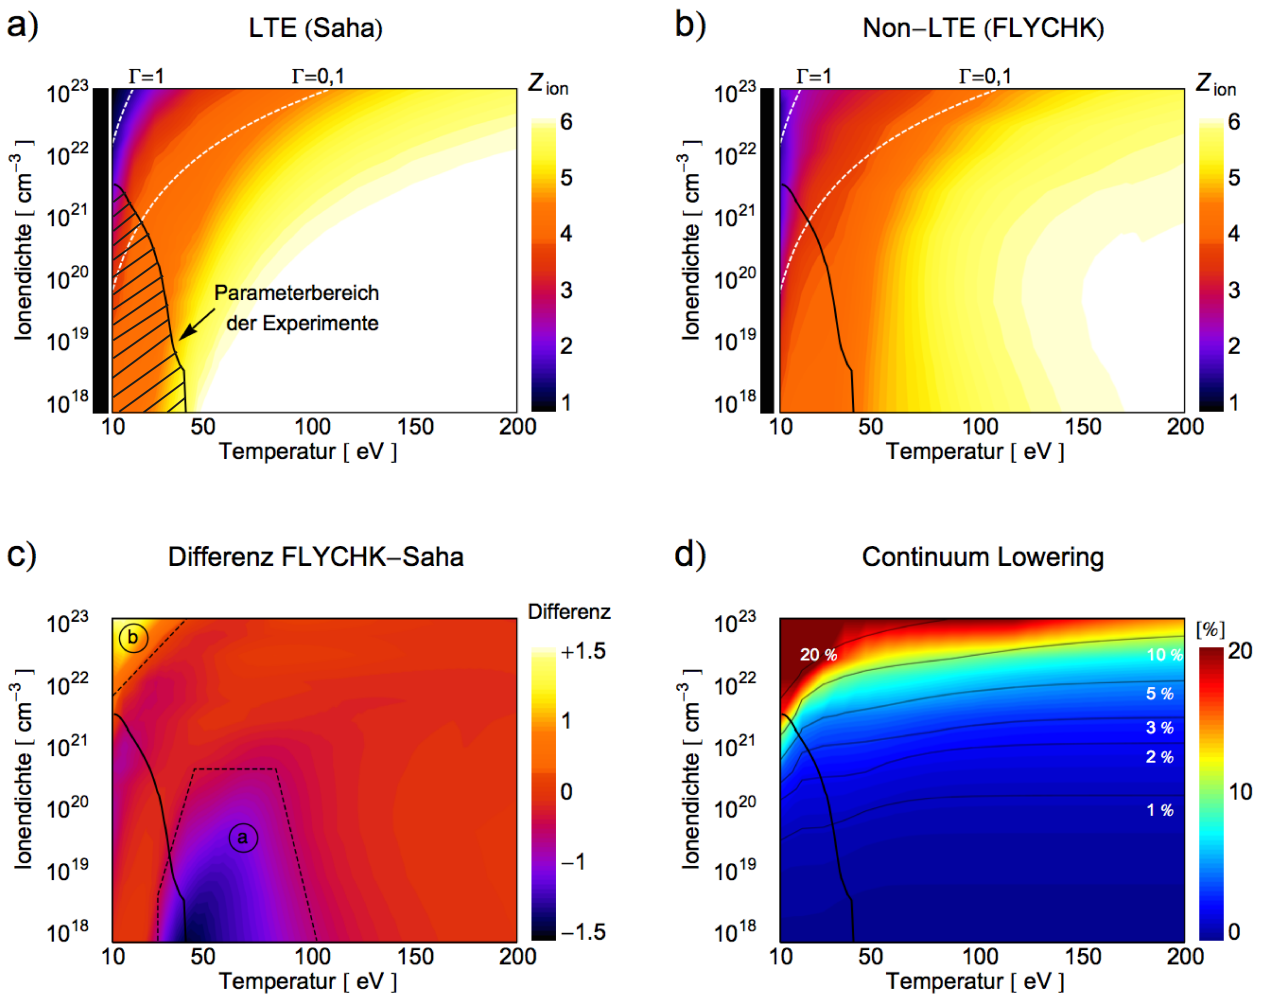 a)
LTE (Saha)
Γ=1
Γ=0,1
Z ion
10^23
10^22
10^21
10^20
10^19
10^18
Ionendichte [ cm^−3 ]
Parameterbereich
der Experimente
6
5
4
3
2
1
10
50
100
150
200
Temperatur [ eV ]
b)
Non−LTE (FLYCHK)
Γ=1
Γ=0,1
Z ion
10^23
10^22
10^21
10^20
10^19
10^18
Ionendichte [ cm^−3 ]
6
5
4
3
2
1
10
50
100
150
200
Temperatur [ eV ]
c)
Differenz FLYCHK−Saha
Differenz
10^23
10^22
10^21
10^20
10^19
10^18
Ionendichte [ cm^−3 ]
b
a
+1.5
1
0
−1
−1.5
10
50
100
150
200
Temperatur [ eV ]
d)
Continuum Lowering
[%]
10^23
10^22
10^21
10^20
10^19
10^18
Ionendichte [ cm^−3 ]
20 %
10 %
5 %
3 %
2 %
1 %
20
10
0
10
50
100
150
200
Temperatur [ eV ]